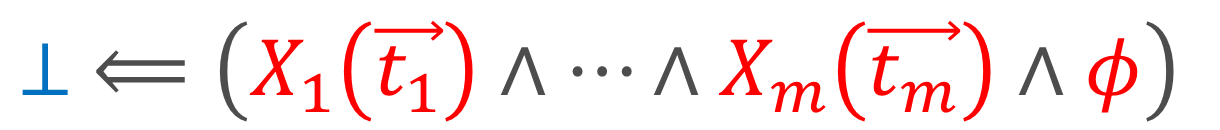 ⊥ ⟸ (X₁(t₁⃗) ∧ ⋯ ∧ Xₘ(tₘ⃗) ∧ ϕ)